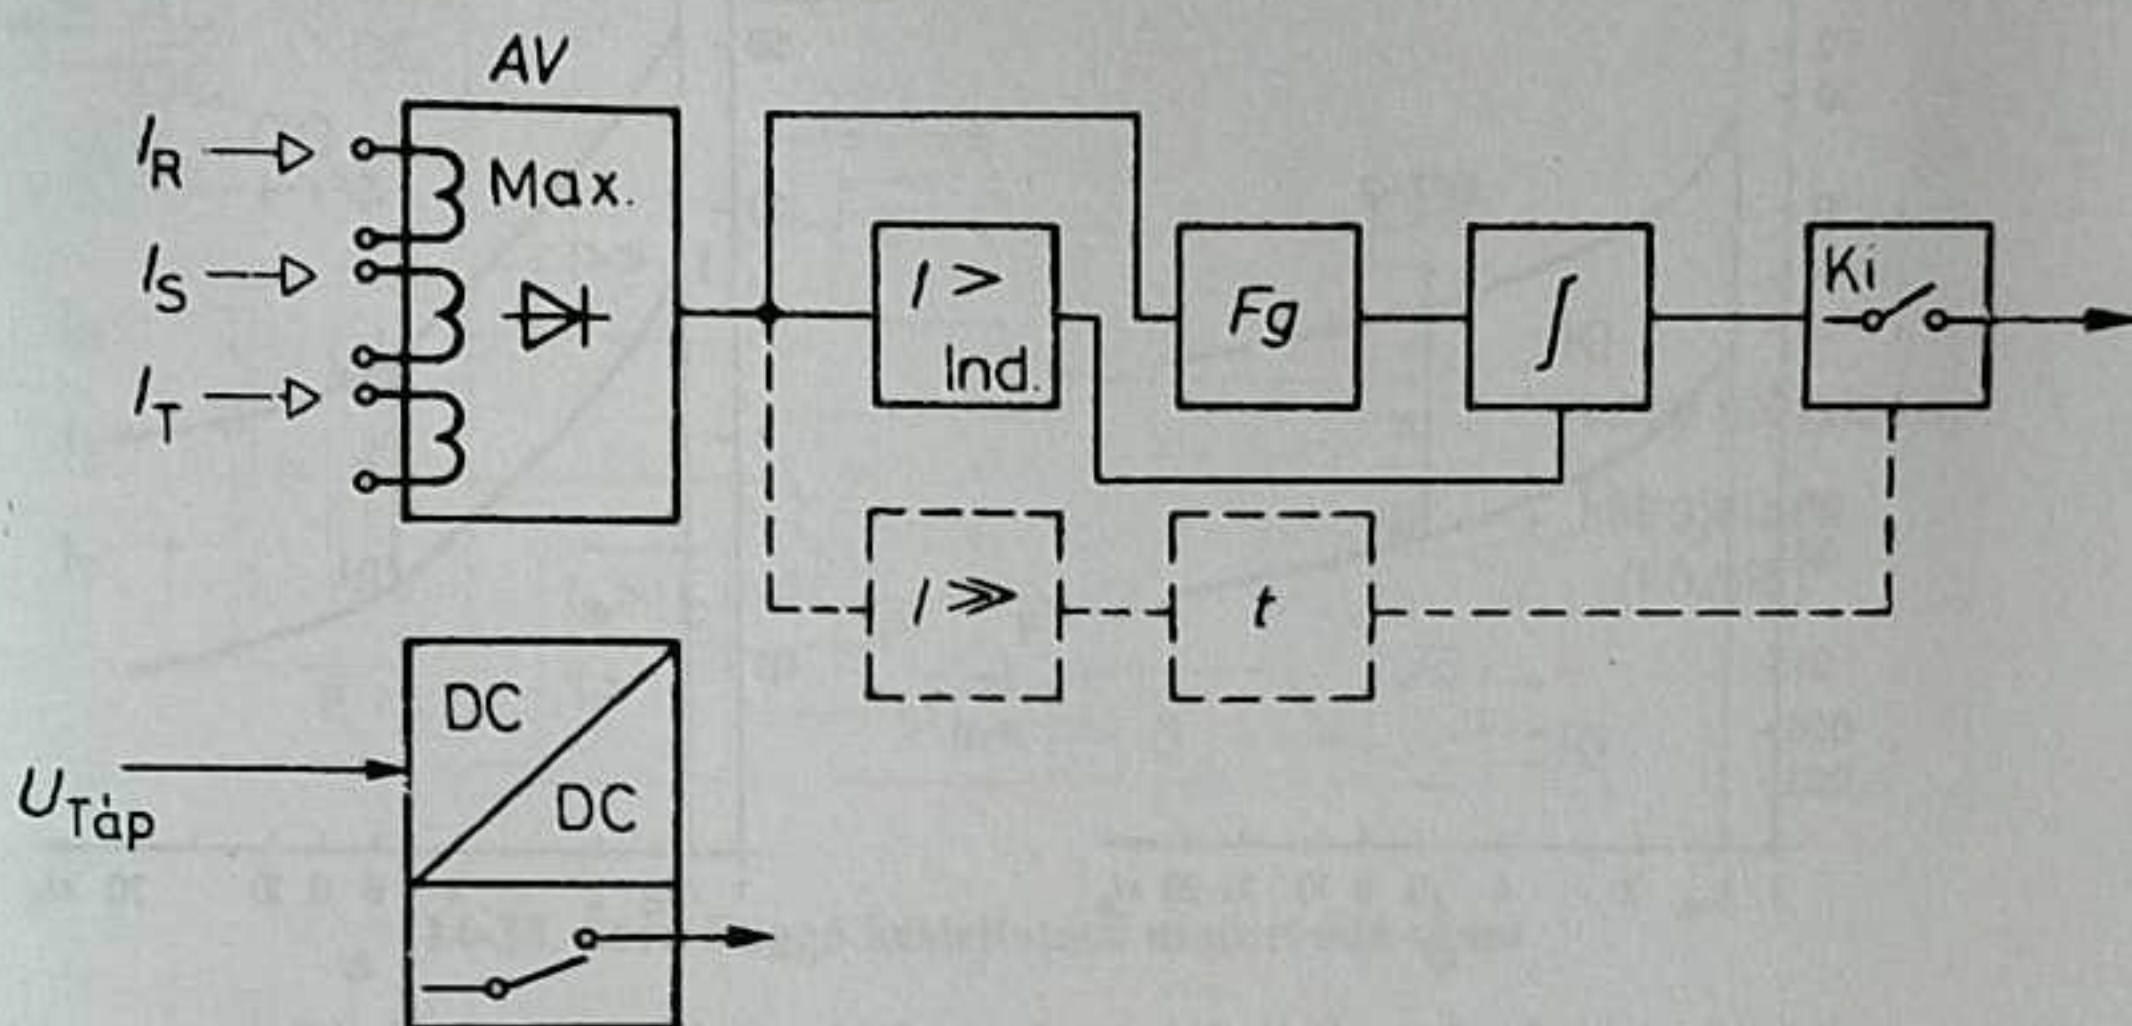 AV
I_R
Max.
I_S
I_T
I >
Ind.
Fg
∫
Ki
I ⋙
t
DC
DC
U_Táp